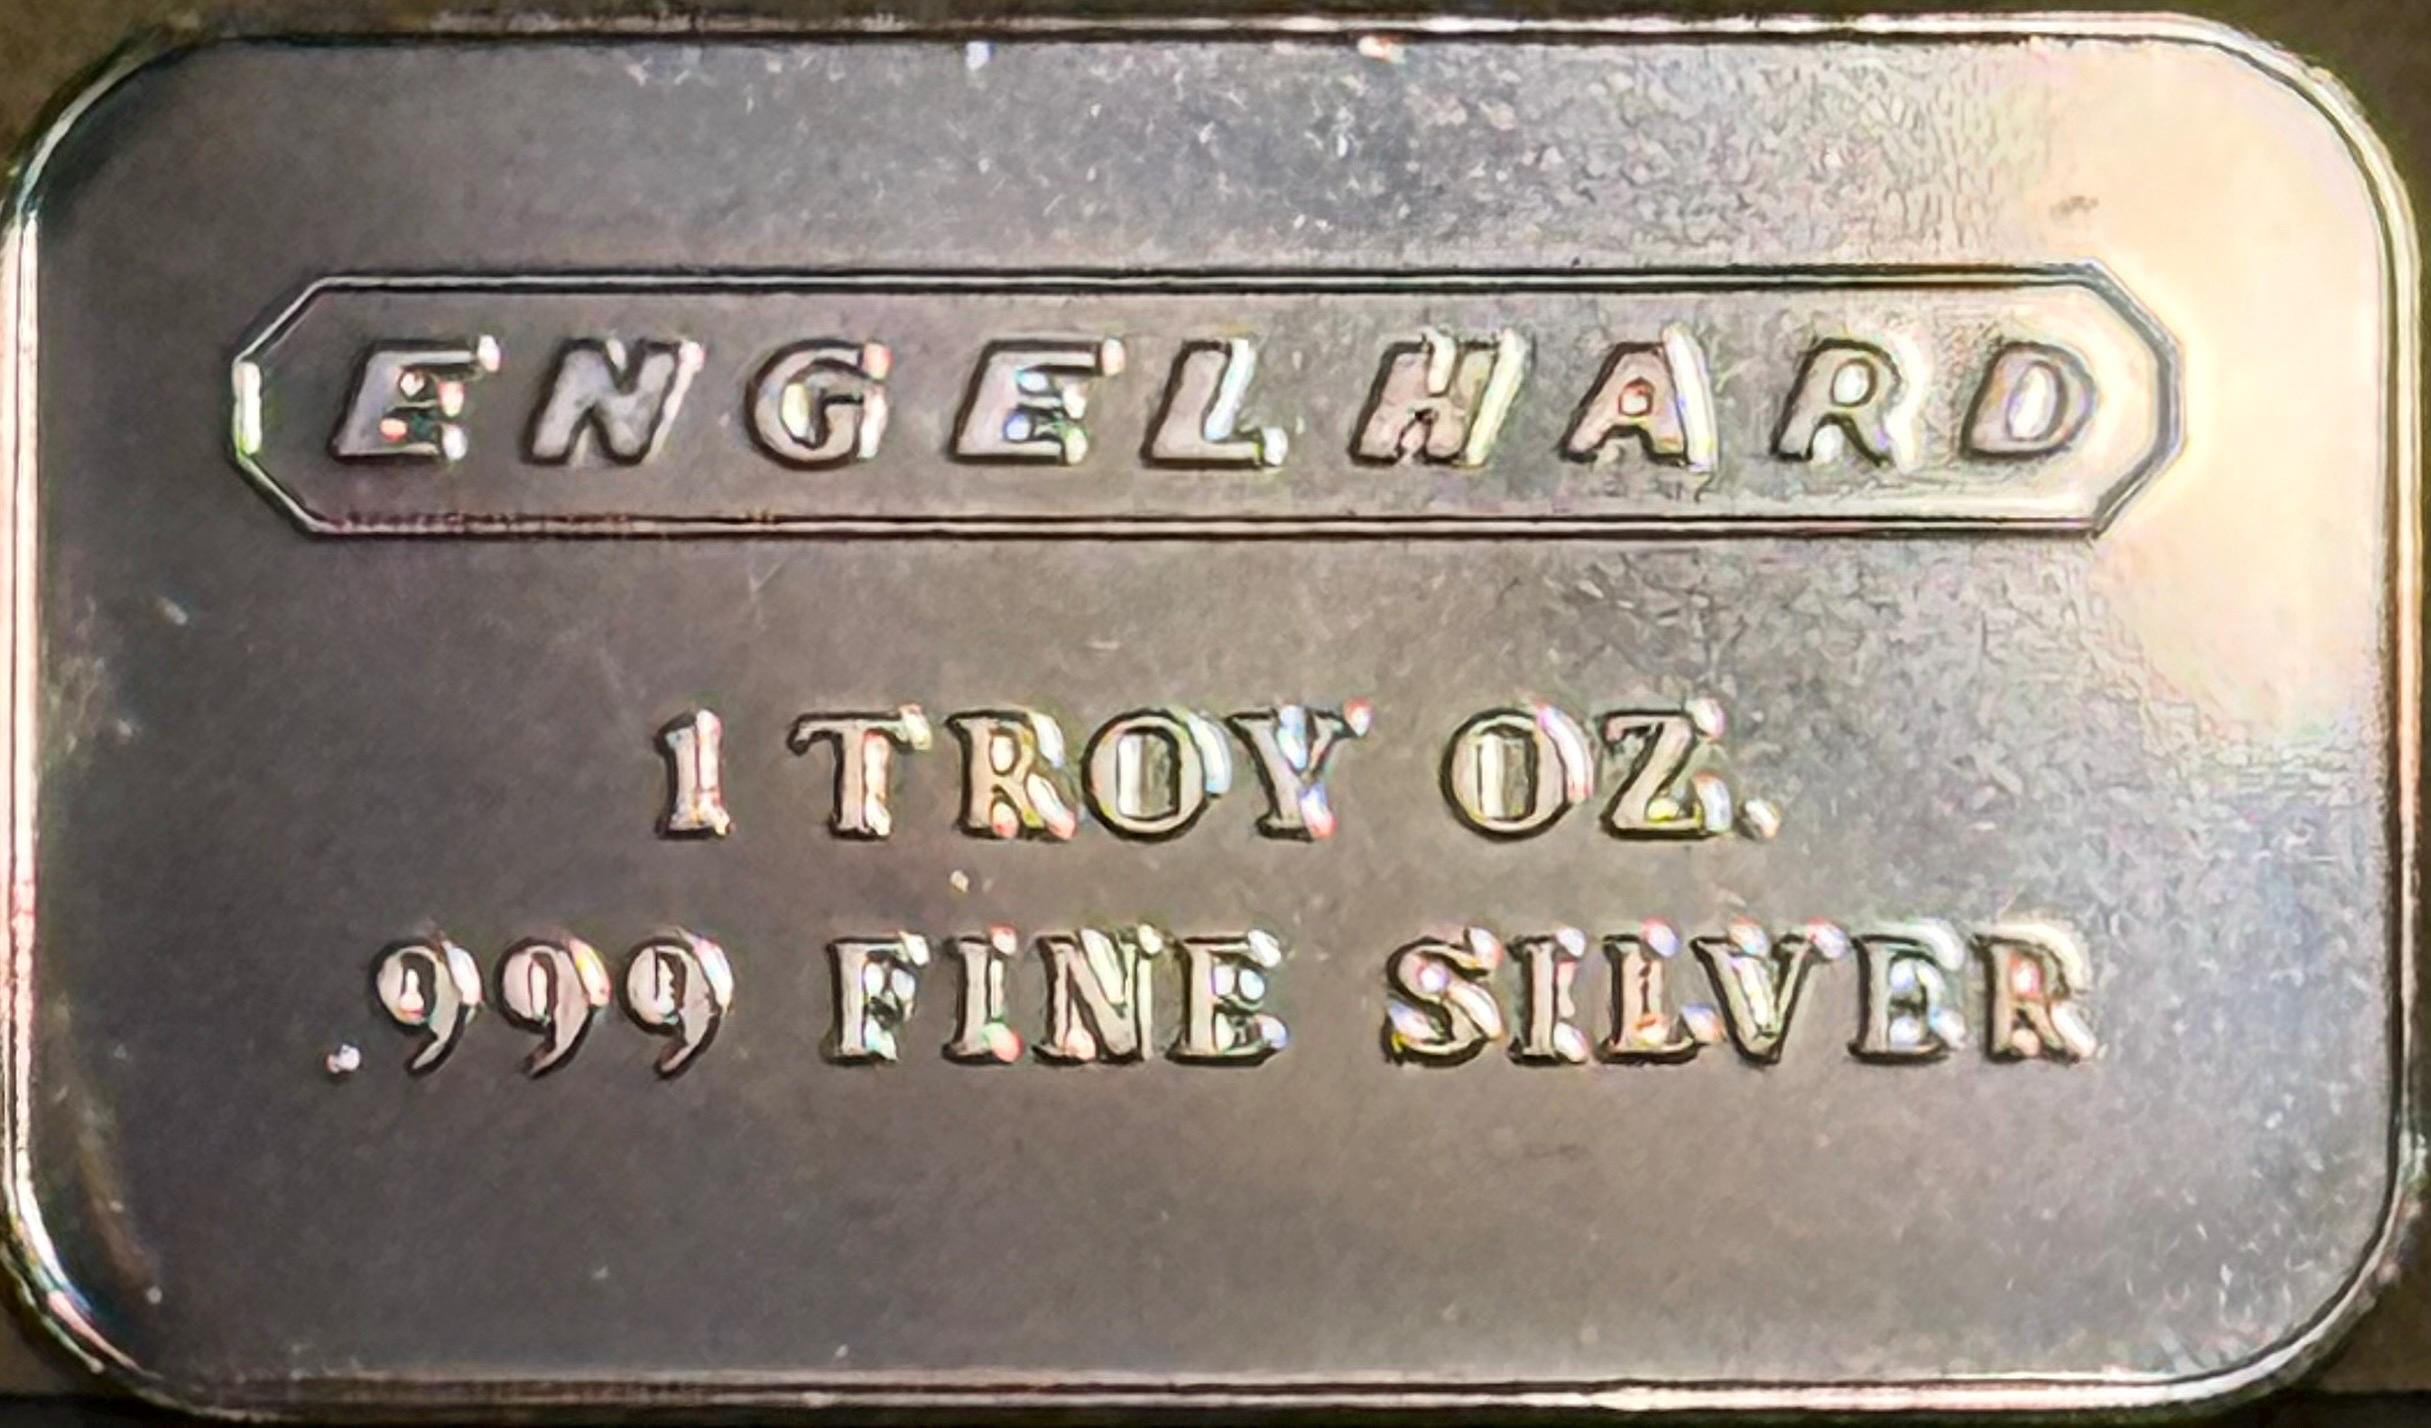 ENGELHARD
1 TROY OZ.
.999 FINE SILVER